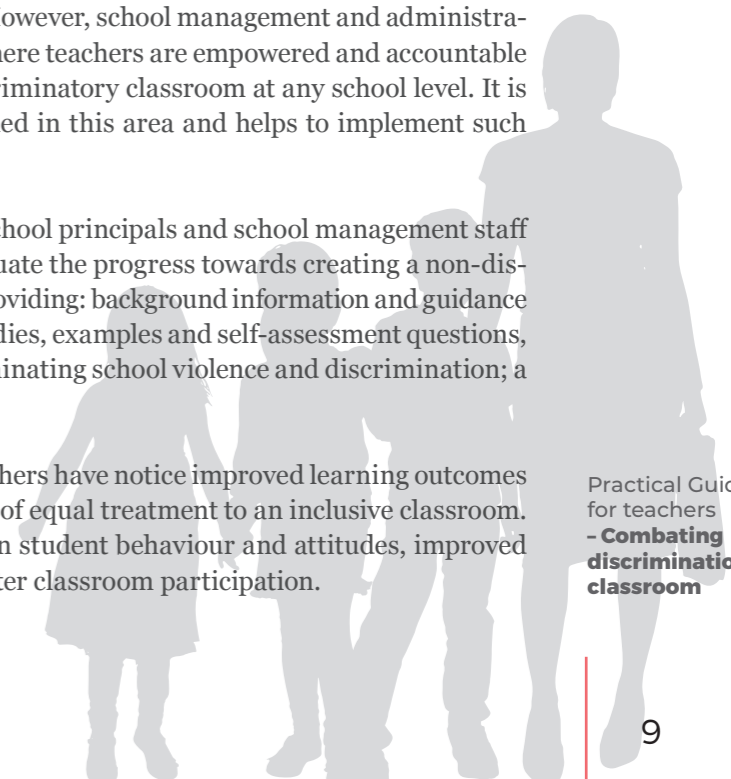 owever, school management and administra-
here teachers are empowered and accountable
riminatory classroom at any school level. It is
ed in this area and helps to implement such
chool principals and school management staff
uate the progress towards creating a non-dis-
oviding: background information and guidance
dies, examples and self-assessment questions,
ninating school violence and discrimination; a
chers have notice improved learning outcomes
of equal treatment to an inclusive classroom.
n student behaviour and attitudes, improved
ter classroom participation.
Practical Guid
for teachers
– Combating
discriminatio
classroom
9